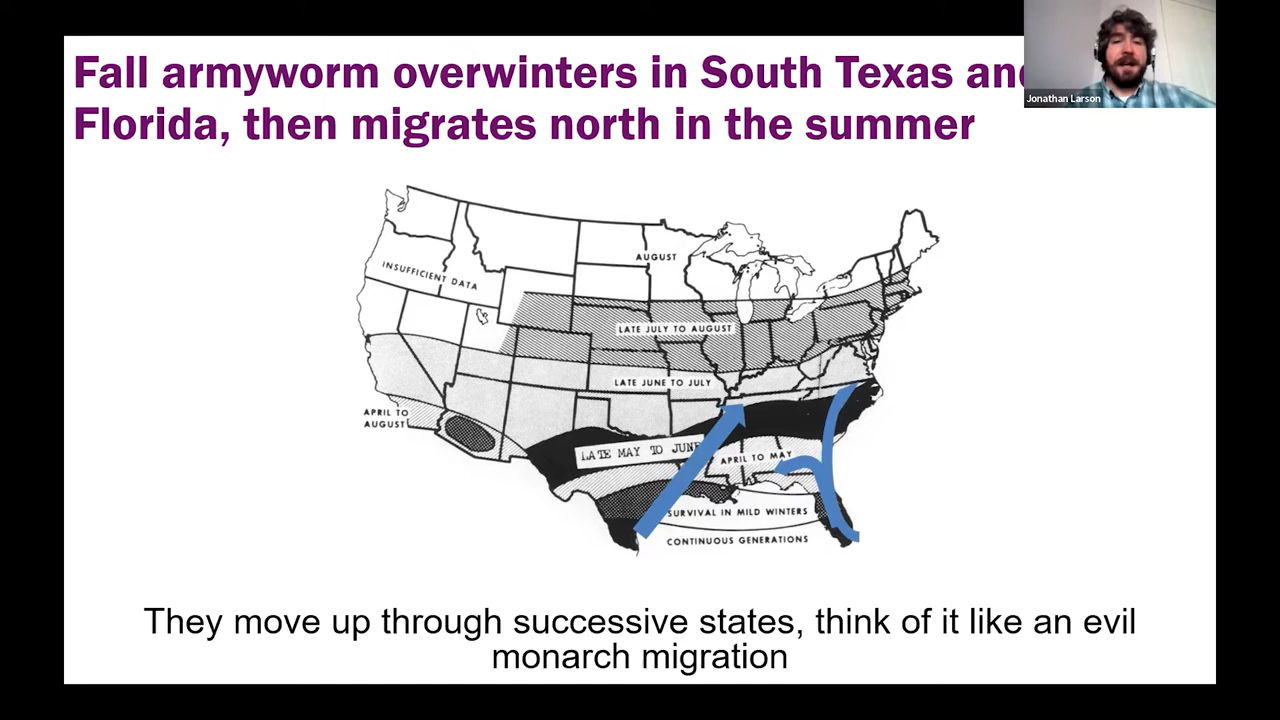 Fall armyworm overwinters in South Texas and
Florida, then migrates north in the summer
Jonathan Larson
AUGUST
INSUFFICIENT DATA
LATE JULY TO AUGUST
LATE JUNE TO JULY
APRIL TO
AUGUST
LATE MAY TO JUNE
APRIL TO MAY
SURVIVAL IN MILD WINTERS
CONTINUOUS GENERATIONS
They move up through successive states, think of it like an evil
monarch migration